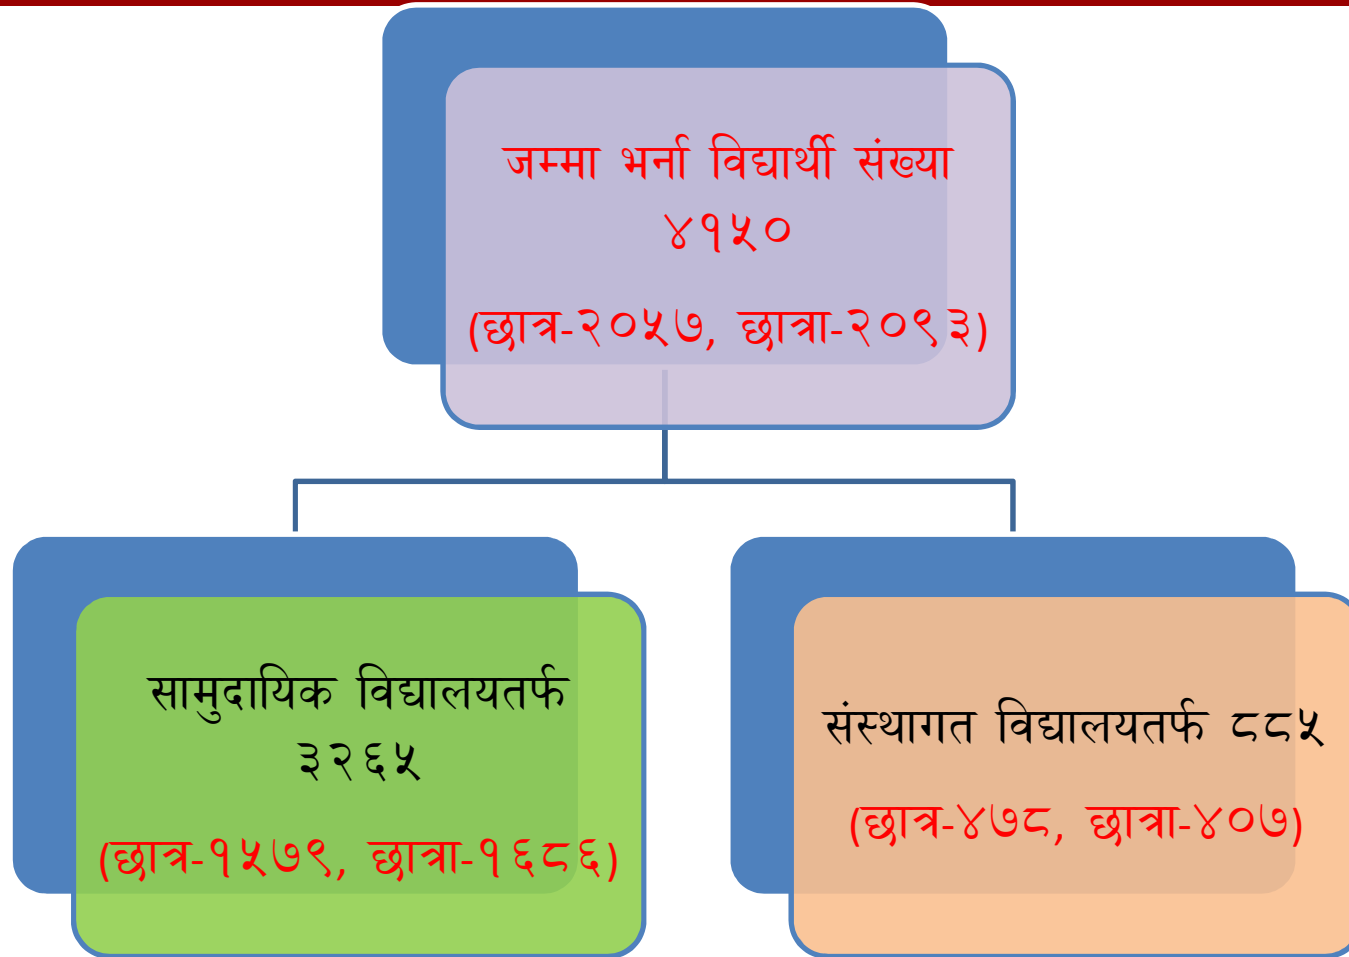 जम्मा भर्ना विद्यार्थी संख्या
४१५०
(छात्र-२०५७, छात्रा-२०९३)
सामुदायिक विद्यालयतर्फ
३२६५
(छात्र-१५७९, छात्रा-१६८६)
संस्थागत विद्यालयतर्फ ८८५
(छात्र-४७८, छात्रा-४०७)